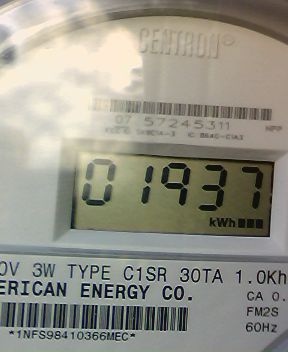 CENTRON®
07 57245311
01937
kWh
0V 3W TYPE C1SR 30TA 1.0Kh
ERICAN ENERGY CO.
CA 0.
FM2S
60Hz
*1NFS98410366MEC*